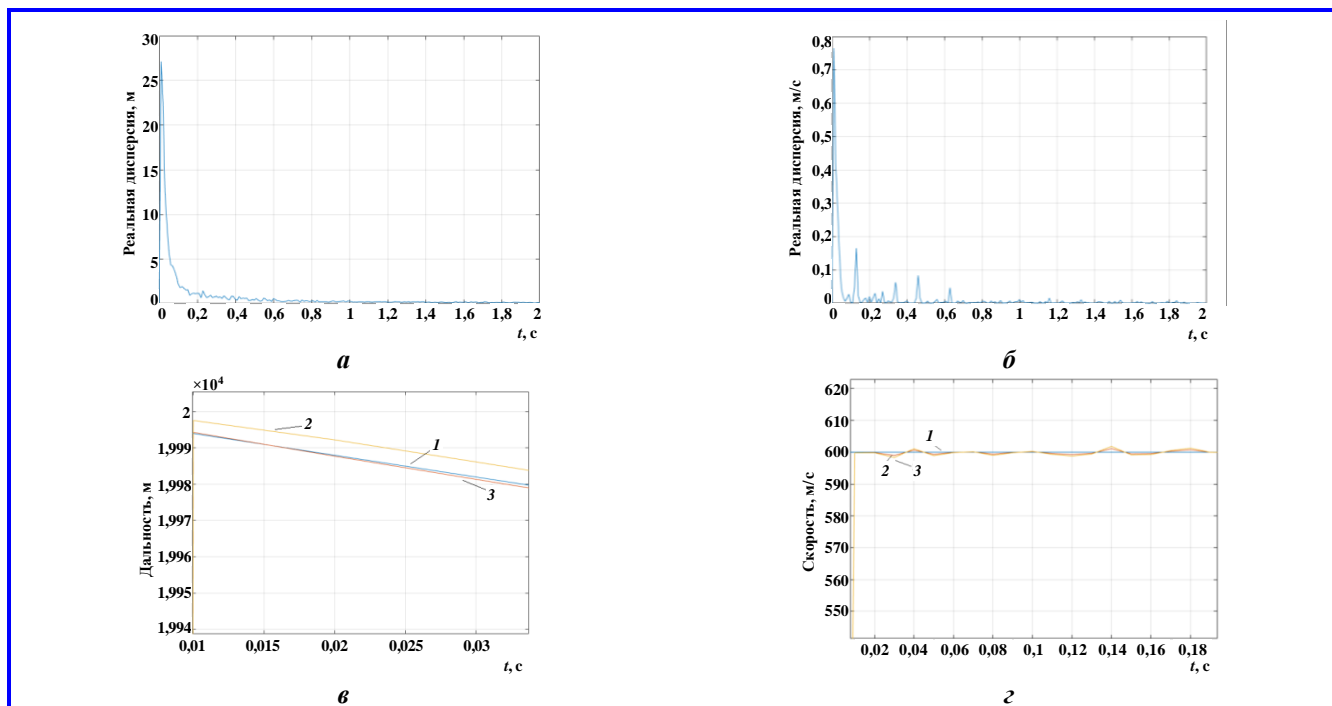 Реальная дисперсия, м
30
25
20
15
10
5
0
0 0,2 0,4 0,6 0,8 1 1,2 1,4 1,6 1,8 2
t, с
а
Реальная дисперсия, м/с
0,8
0,7
0,6
0,5
0,4
0,3
0,2
0,1
0
0 0,2 0,4 0,6 0,8 1 1,2 1,4 1,6 1,8 2
t, с
б
×10⁴
Дальность, м
2
1,999
1,998
1,997
1,996
1,995
1,994
2
1
3
0,01 0,015 0,02 0,025 0,03
t, с
в
Скорость, м/с
620
610
600
590
580
570
560
550
1
2 3
0,02 0,04 0,06 0,08 0,1 0,12 0,14 0,16 0,18
t, с
г